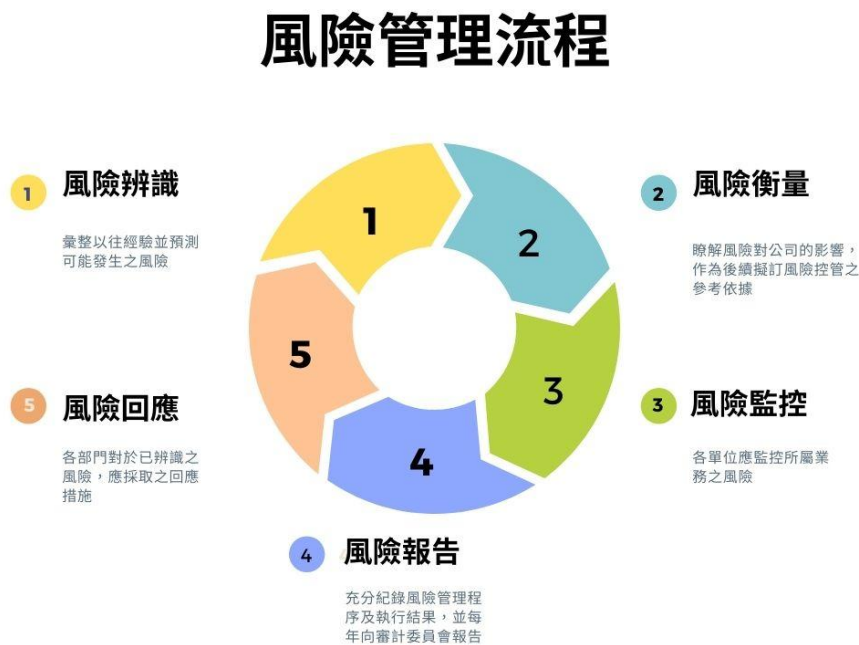 風險管理流程
1
風險辨識
彙整以往經驗並預測
可能發生之風險
2
風險衡量
瞭解風險對公司的影響，
作為後續擬訂風險控管之
參考依據
3
風險監控
各單位應監控所屬業
務之風險
4
風險報告
充分紀錄風險管理程
序及執行結果，並每
年向審計委員會報告
5
風險回應
各部門對於已辨識之
風險，應採取之回應
措施
1
2
3
4
5